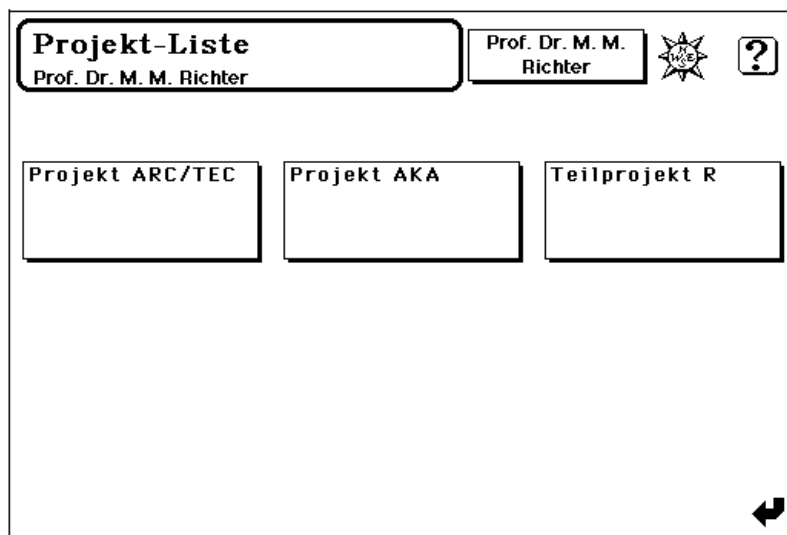 Projekt-Liste
Prof. Dr. M. M. Richter
Prof. Dr. M. M.
Richter
N
W E
S
?
Projekt ARC/TEC
Projekt AKA
Teilprojekt R